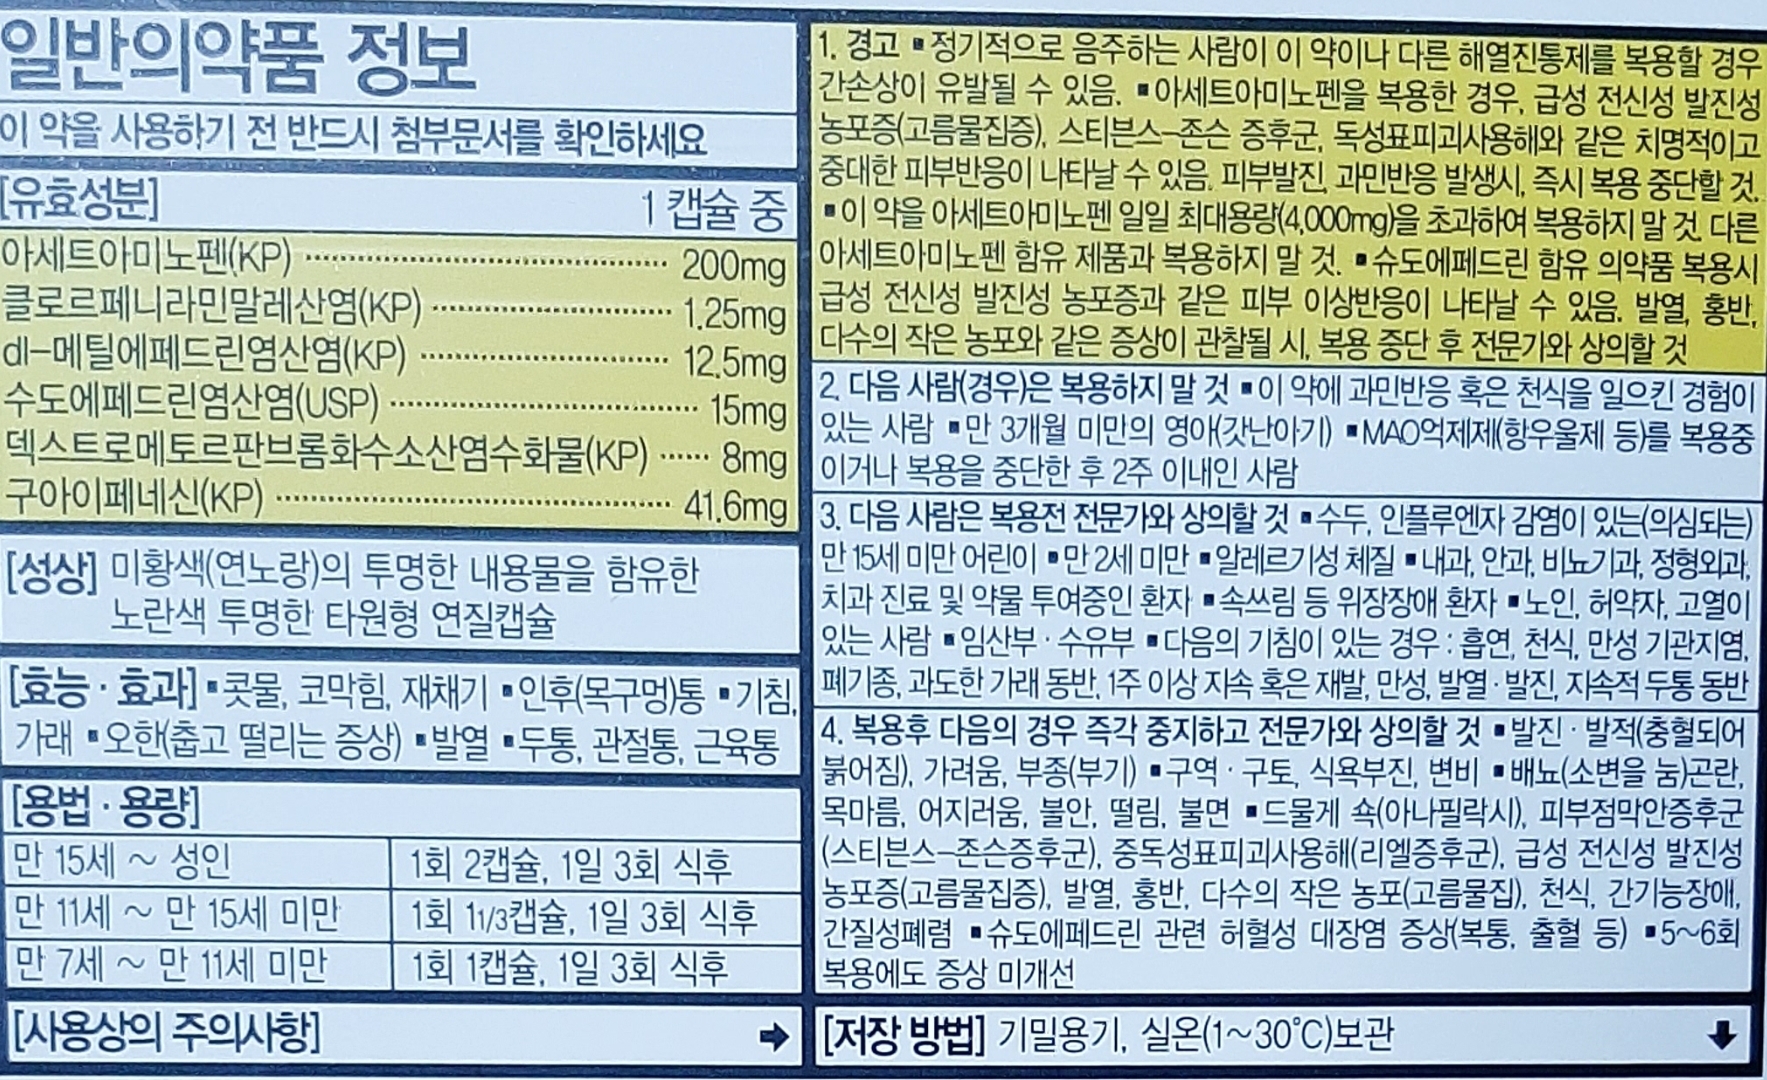 일반의약품 정보
이 약을 사용하기 전 반드시 첨부문서를 확인하세요
[유효성분] 1 캡슐 중
아세트아미노펜(KP) 200mg
클로르페니라민말레산염(KP) 1.25mg
dl-메틸에페드린염산염(KP) 12.5mg
수도에페드린염산염(USP) 15mg
덱스트로메토르판브롬화수소산염수화물(KP) 8mg
구아이페네신(KP) 41.6mg
[성상] 미황색(연노랑)의 투명한 내용물을 함유한
노란색 투명한 타원형 연질캡슐
[효능·효과] ▪콧물, 코막힘, 재채기 ▪인후(목구멍)통 ▪기침,
가래 ▪오한(춥고 떨리는 증상) ▪발열 ▪두통, 관절통, 근육통
[용법·용량]
만 15세 ~ 성인 1회 2캡슐, 1일 3회 식후
만 11세 ~ 만 15세 미만 1회 1 1/3캡슐, 1일 3회 식후
만 7세 ~ 만 11세 미만 1회 1캡슐, 1일 3회 식후
[사용상의 주의사항] ➡
1. 경고 ▪정기적으로 음주하는 사람이 이 약이나 다른 해열진통제를 복용할 경우
간손상이 유발될 수 있음. ▪아세트아미노펜을 복용한 경우, 급성 전신성 발진성
농포증(고름물집증), 스티븐스-존슨 증후군, 독성표피괴사용해와 같은 치명적이고
중대한 피부반응이 나타날 수 있음. 피부발진, 과민반응 발생시, 즉시 복용 중단할 것.
▪이 약을 아세트아미노펜 일일 최대용량(4,000mg)을 초과하여 복용하지 말 것. 다른
아세트아미노펜 함유 제품과 복용하지 말 것. ▪슈도에페드린 함유 의약품 복용시
급성 전신성 발진성 농포증과 같은 피부 이상반응이 나타날 수 있음. 발열, 홍반,
다수의 작은 농포와 같은 증상이 관찰될 시, 복용 중단 후 전문가와 상의할 것
2. 다음 사람(경우)은 복용하지 말 것 ▪이 약에 과민반응 혹은 천식을 일으킨 경험이
있는 사람 ▪만 3개월 미만의 영아(갓난아기) ▪MAO억제제(항우울제 등)를 복용중
이거나 복용을 중단한 후 2주 이내인 사람
3. 다음 사람은 복용전 전문가와 상의할 것 ▪수두, 인플루엔자 감염이 있는(의심되는)
만 15세 미만 어린이 ▪만 2세 미만 ▪알레르기성 체질 ▪내과, 안과, 비뇨기과, 정형외과,
치과 진료 및 약물 투여중인 환자 ▪속쓰림 등 위장장애 환자 ▪노인, 허약자, 고열이
있는 사람 ▪임산부·수유부 ▪다음의 기침이 있는 경우 : 흡연, 천식, 만성 기관지염,
폐기종, 과도한 가래 동반, 1주 이상 지속 혹은 재발, 만성, 발열·발진, 지속적 두통 동반
4. 복용후 다음의 경우 즉각 중지하고 전문가와 상의할 것 ▪발진·발적(충혈되어
붉어짐), 가려움, 부종(부기) ▪구역·구토, 식욕부진, 변비 ▪배뇨(소변을 눔)곤란,
목마름, 어지러움, 불안, 떨림, 불면 ▪드물게 쇽(아나필락시), 피부점막안증후군
(스티븐스-존슨증후군), 중독성표피괴사용해(리엘증후군), 급성 전신성 발진성
농포증(고름물집증), 발열, 홍반, 다수의 작은 농포(고름물집), 천식, 간기능장애,
간질성폐렴 ▪슈도에페드린 관련 허혈성 대장염 증상(복통, 출혈 등) ▪5~6회
복용에도 증상 미개선
[저장 방법] 기밀용기, 실온(1~30℃)보관 ⬇